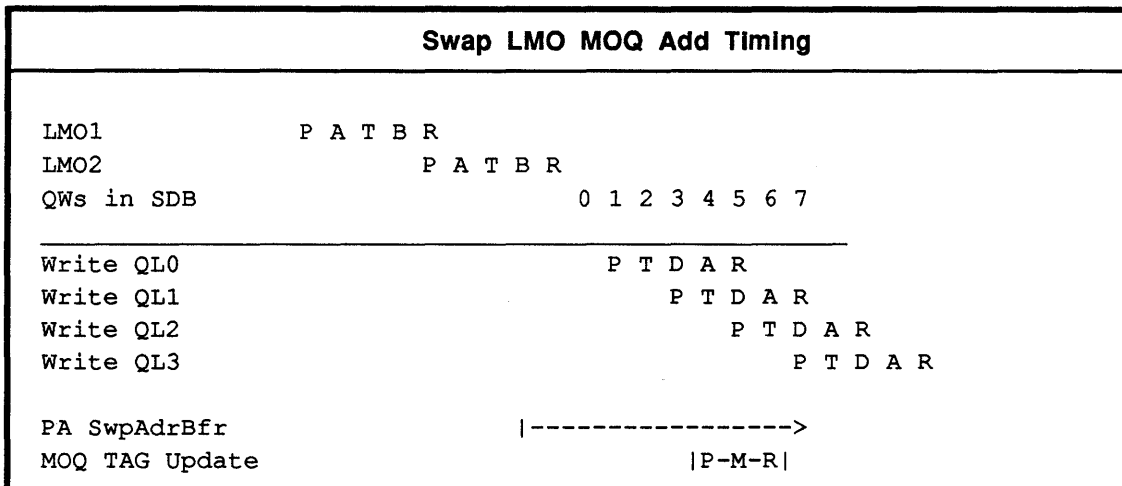 Swap LMO MOQ Add Timing
LMO1 P A T B R
LMO2 P A T B R
QWs in SDB 0 1 2 3 4 5 6 7
Write QL0 P T D A R
Write QL1 P T D A R
Write QL2 P T D A R
Write QL3 P T D A R
PA SwpAdrBfr |----------------->
MOQ TAG Update |P-M-R|